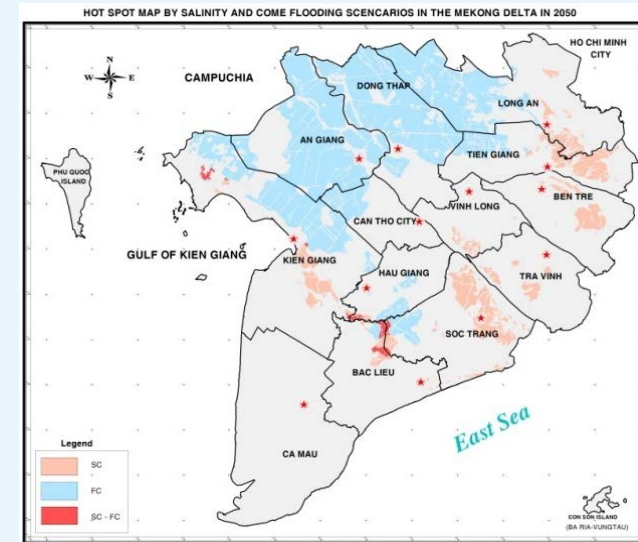 HOT SPOT MAP BY SALINITY AND COME FLOODING SCENCARIOS IN THE MEKONG DELTA IN 2050
HO CHI MINH
CITY
N
W E
S
CAMPUCHIA
DONG THAP
LONG AN
AN GIANG
TIEN GIANG
PHU QUOC
ISLAND
BEN TRE
VINH LONG
CAN THO CITY
GULF OF KIEN GIANG
KIEN GIANG
HAU GIANG
TRA VINH
SOC TRANG
BAC LIEU
East Sea
CA MAU
Legend
SC
FC
SC - FC
CON SON ISLAND
(BA RIA-VUNGTAU)